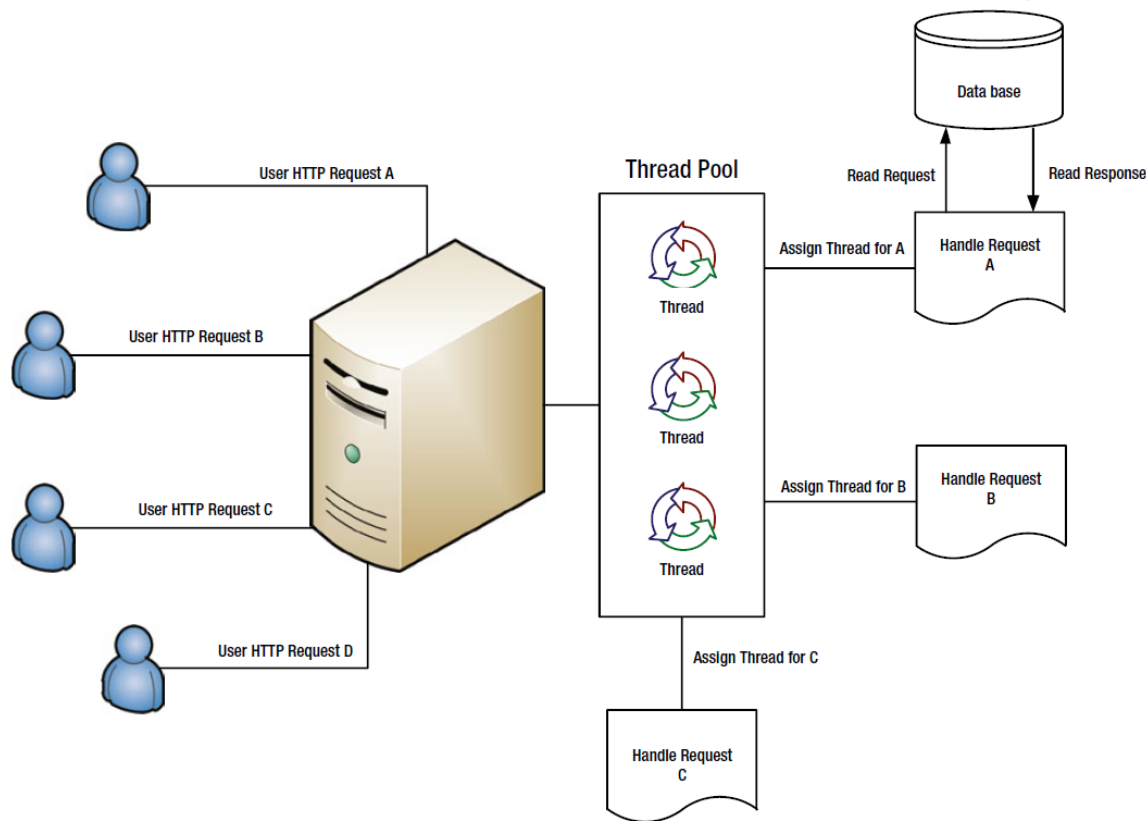 Data base
Read Request
Read Response
User HTTP Request A
Thread Pool
Assign Thread for A
Handle Request
A
Thread
User HTTP Request B
Thread
User HTTP Request C
Assign Thread for B
Handle Request
B
Thread
User HTTP Request D
Assign Thread for C
Handle Request
C